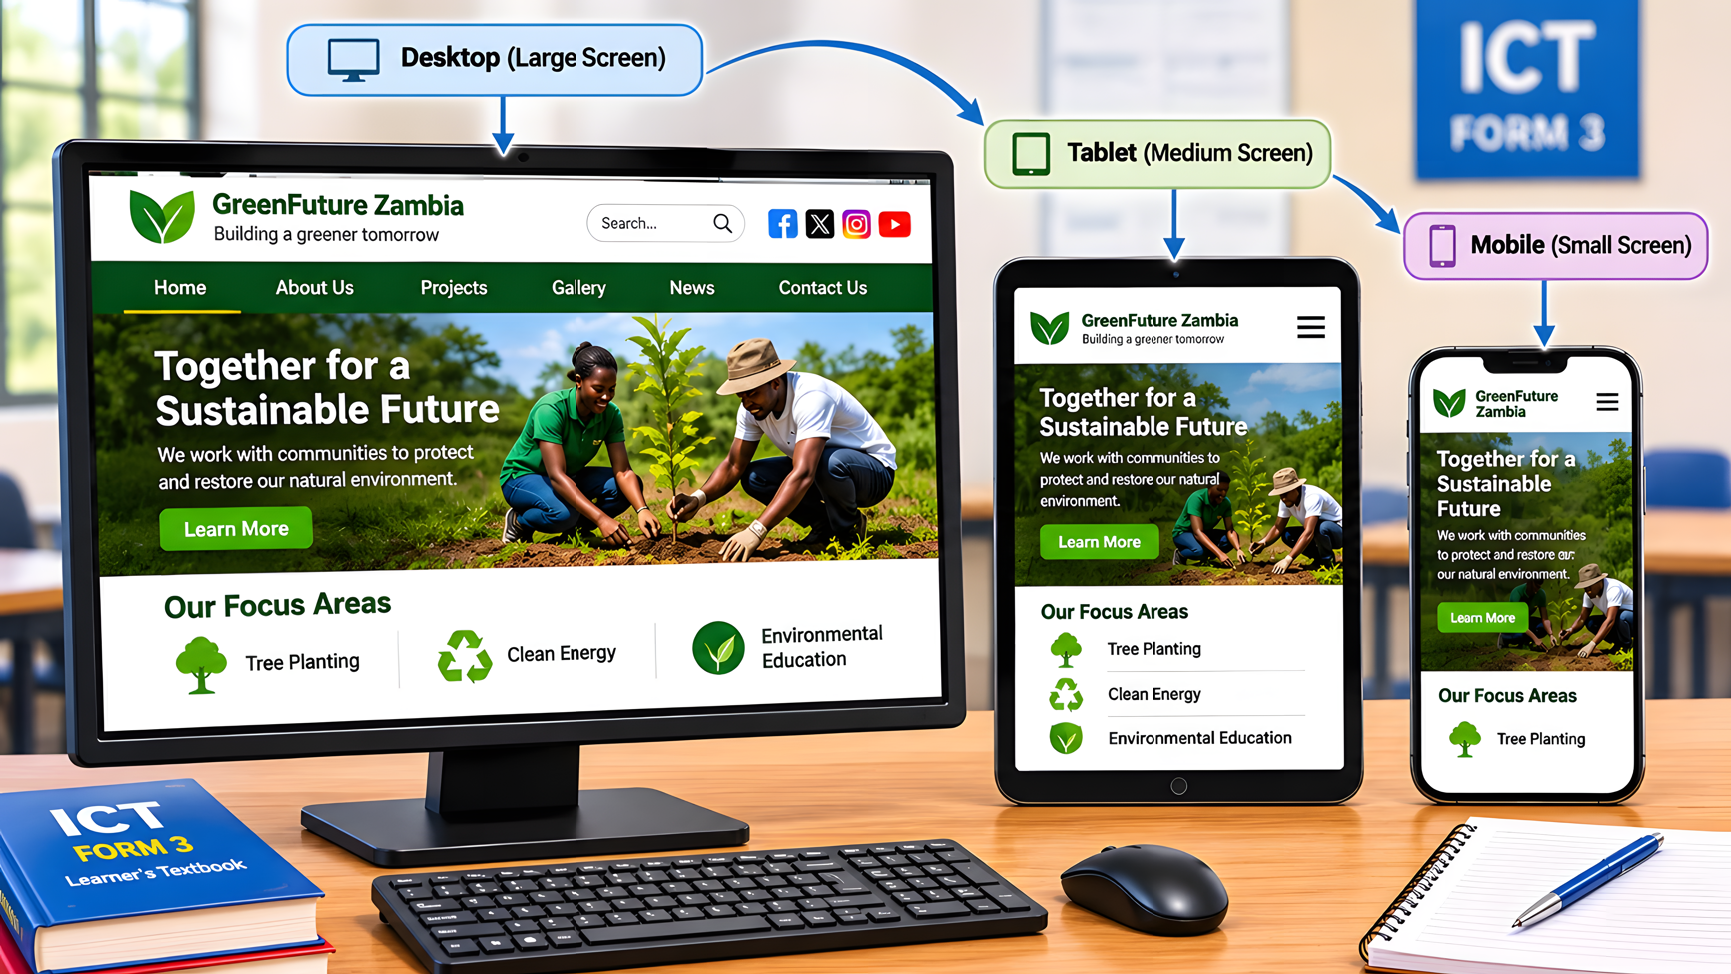 Desktop (Large Screen)
Tablet (Medium Screen)
Mobile (Small Screen)
ICT
FORM 3
GreenFuture Zambia
Building a greener tomorrow
Search...
Home
About Us
Projects
Gallery
News
Contact Us
Together for a
Sustainable Future
We work with communities to protect
and restore our natural environment.
Learn More
Our Focus Areas
Tree Planting
Clean Energy
Environmental
Education
GreenFuture Zambia
Building a greener tomorrow
Together for a
Sustainable Future
We work with communities to
protect and restore our natural
environment.
Learn More
Our Focus Areas
Tree Planting
Clean Energy
Environmental Education
GreenFuture
Zambia
Together for a
Sustainable
Future
We work with communities
to protect and restore our
our natural environment.
Learn More
Our Focus Areas
Tree Planting
ICT
FORM 3
Learner's Textbook